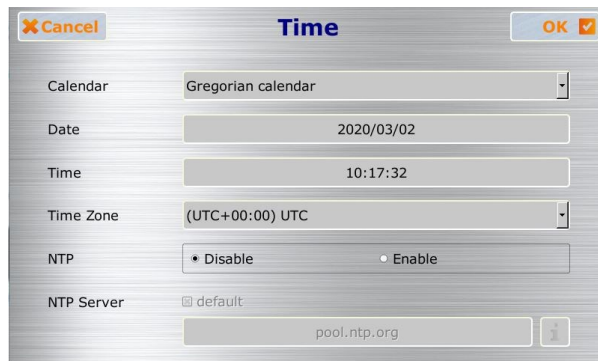 Cancel
Time
OK
Calendar
Gregorian calendar
Date
2020/03/02
Time
10:17:32
Time Zone
(UTC+00:00) UTC
NTP
Disable
Enable
NTP Server
default
pool.ntp.org
i